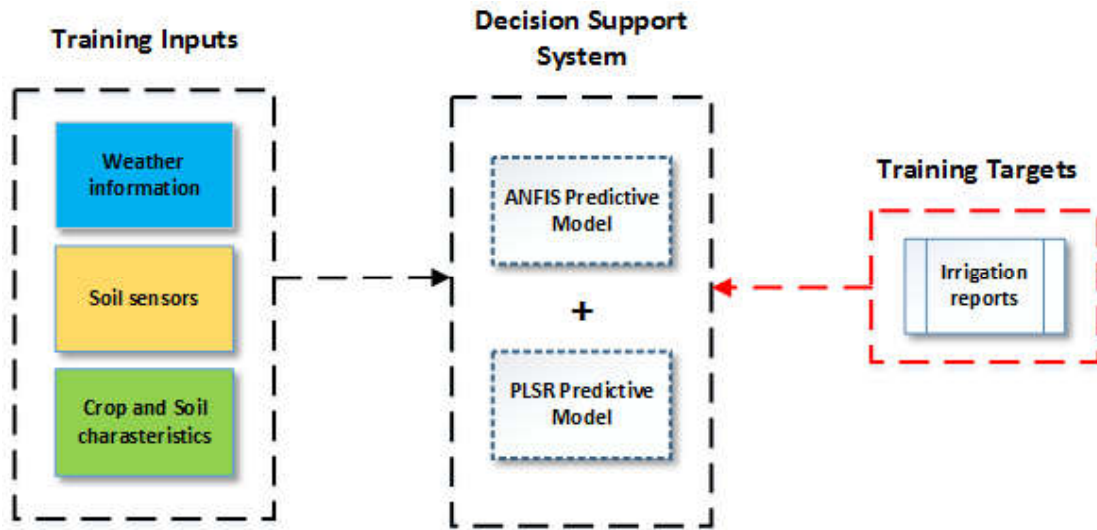 Training Inputs
Weather
information
Soil sensors
Crop and Soil
charasteristics
Decision Support
System
ANFIS Predictive
Model
+
PLSR Predictive
Model
Training Targets
Irrigation
reports